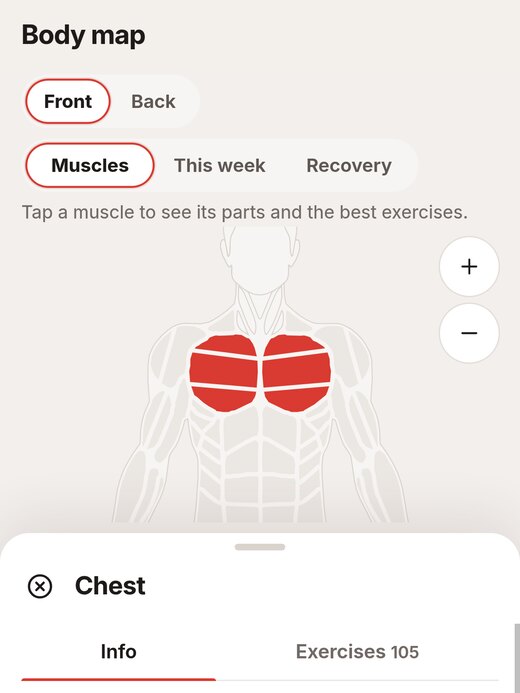 Body map
Front Back
Muscles This week Recovery
Tap a muscle to see its parts and the best exercises.
+
−
Chest
Info Exercises 105